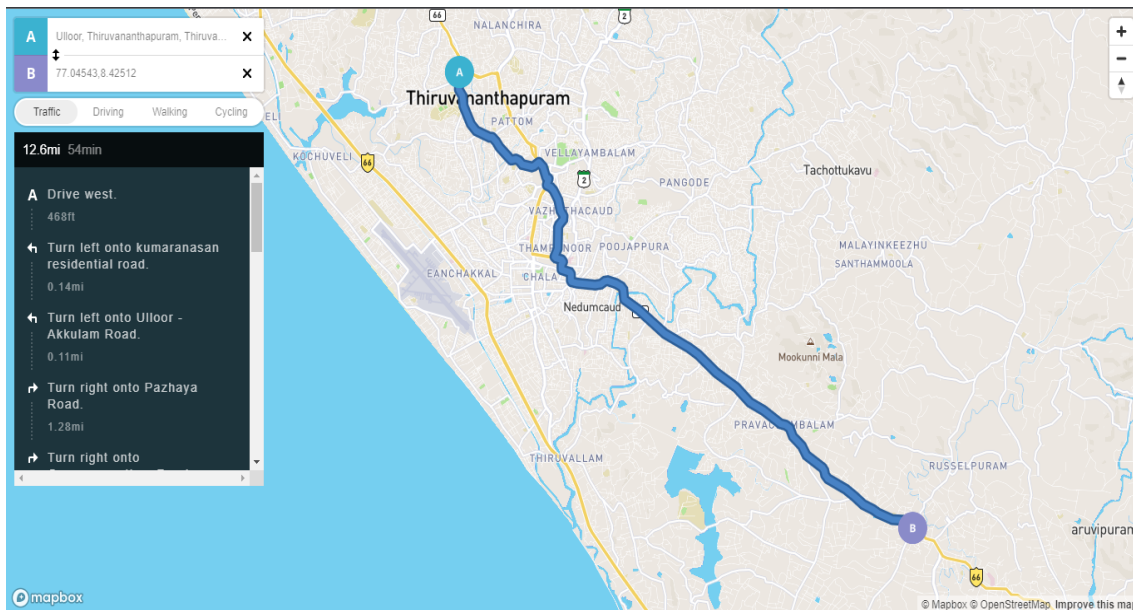 A
Ulloor, Thiruvananthapuram, Thiruva...
B
77.04543,8.42512
Traffic
Driving
Walking
Cycling
12.6mi 54min
A Drive west.
468ft
Turn left onto kumaranasan
residential road.
0.14mi
Turn left onto Ulloor -
Akkulam Road.
0.11mi
Turn right onto Pazhaya
Road.
1.28mi
Turn right onto
66
2
NALANCHIRA
A
Thiruvananthapuram
PATTOM
KOCHUVELI
66
VELLAYAMBALAM
2
PANGODE
Tachottukavu
VAZHUTHACAUD
THAMPANOOR
POOJAPPURA
MALAYINKEEZHU
SANTHAMMOOLA
EANCHAKKAL
CHALA
Nedumcaud
Mookunni Mala
THIRUVALLAM
RUSSELPURAM
B
aruvipuram
66
mapbox
© Mapbox © OpenStreetMap Improve this map